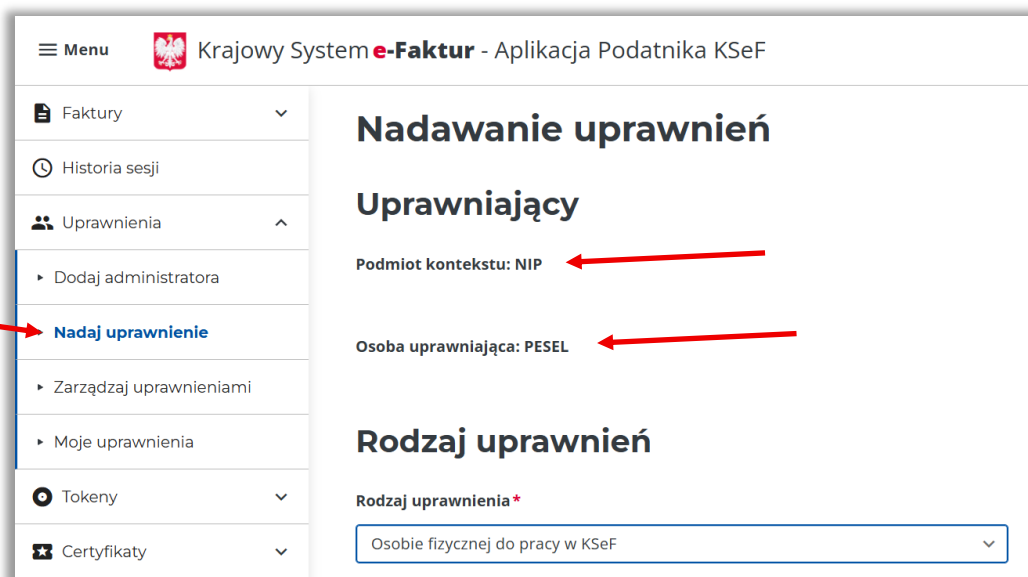 Menu
Krajowy System e-Faktur - Aplikacja Podatnika KSeF
Faktury
Historia sesji
Uprawnienia
Dodaj administratora
Nadaj uprawnienie
Zarządzaj uprawnieniami
Moje uprawnienia
Tokeny
Certyfikaty
Nadawanie uprawnień
Uprawniający
Podmiot kontekstu: NIP
Osoba uprawniająca: PESEL
Rodzaj uprawnień
Rodzaj uprawnienia*
Osobie fizycznej do pracy w KSeF